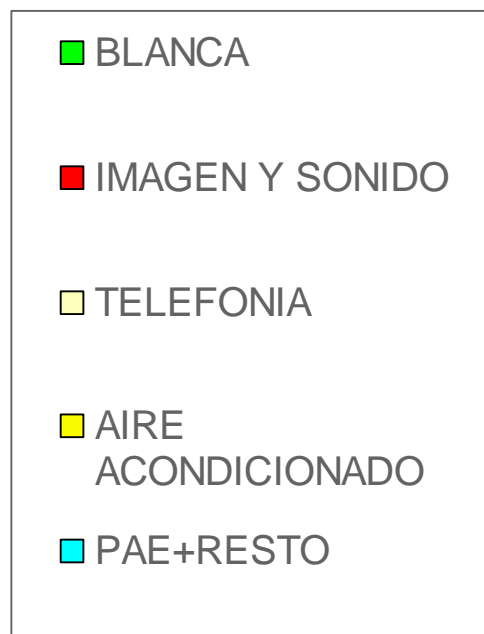 BLANCA
IMAGEN Y SONIDO
TELEFONIA
AIRE
ACONDICIONADO
PAE+RESTO